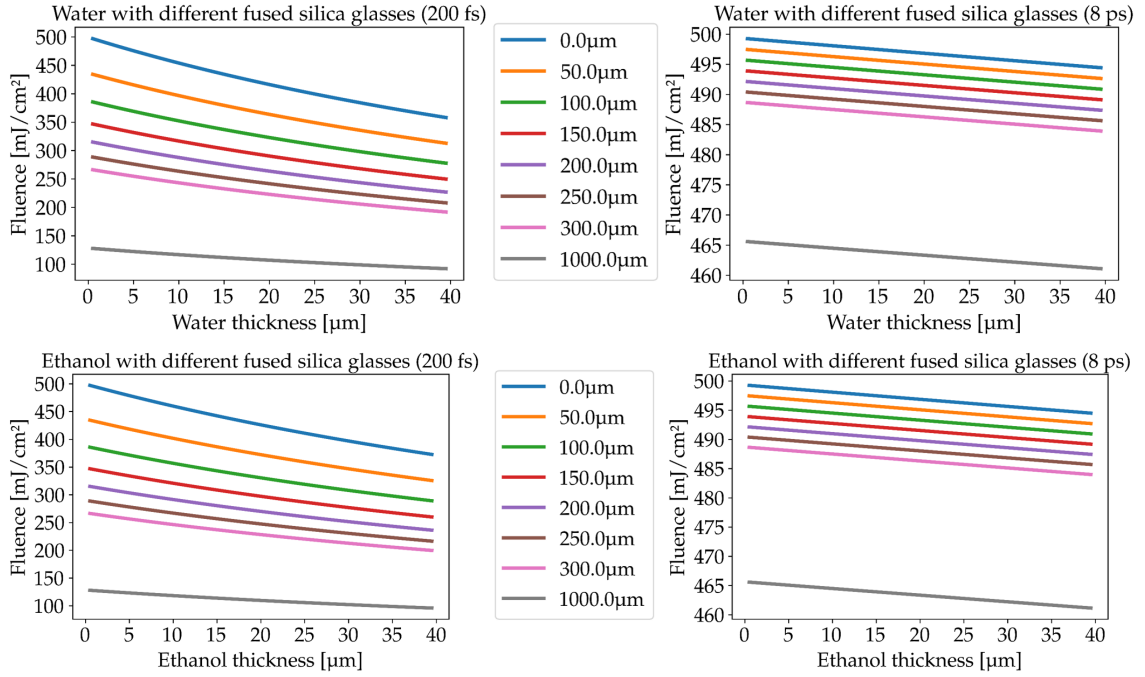 Water with different fused silica glasses (200 fs)
500
450
400
350
300
250
200
150
100
Fluence [mJ/cm²]
0 5 10 15 20 25 30 35 40
Water thickness [µm]
0.0µm
50.0µm
100.0µm
150.0µm
200.0µm
250.0µm
300.0µm
1000.0µm
Water with different fused silica glasses (8 ps)
500
495
490
485
480
475
470
465
460
Fluence [mJ/cm²]
0 5 10 15 20 25 30 35 40
Water thickness [µm]
Ethanol with different fused silica glasses (200 fs)
500
450
400
350
300
250
200
150
100
Fluence [mJ/cm²]
0 5 10 15 20 25 30 35 40
Ethanol thickness [µm]
0.0µm
50.0µm
100.0µm
150.0µm
200.0µm
250.0µm
300.0µm
1000.0µm
Ethanol with different fused silica glasses (8 ps)
500
495
490
485
480
475
470
465
460
Fluence [mJ/cm²]
0 5 10 15 20 25 30 35 40
Ethanol thickness [µm]